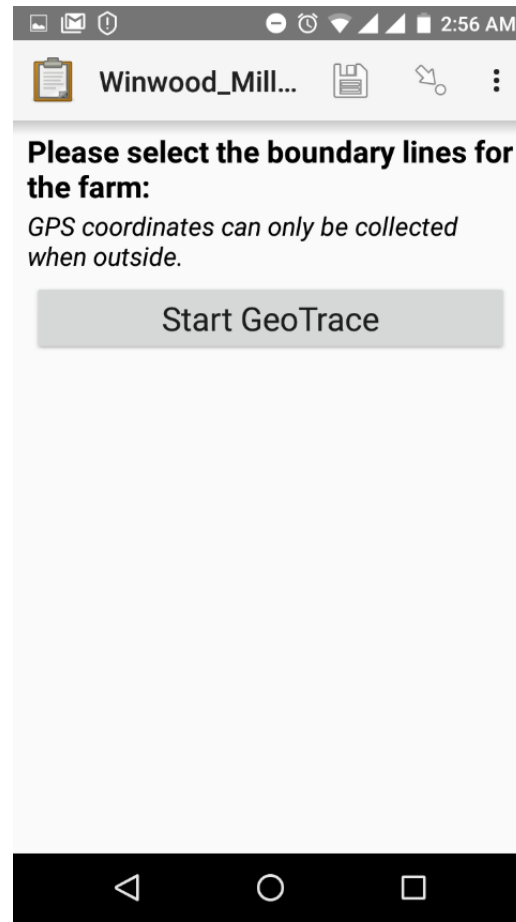 2:56 AM
Winwood_Mill...
Please select the boundary lines for
the farm:
GPS coordinates can only be collected
when outside.
Start GeoTrace